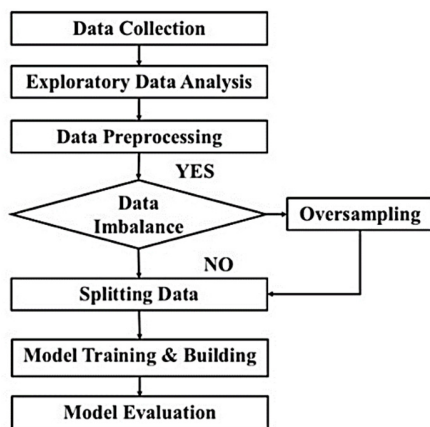 Data Collection
Exploratory Data Analysis
Data Preprocessing
YES
Data
Imbalance
Oversampling
NO
Splitting Data
Model Training & Building
Model Evaluation